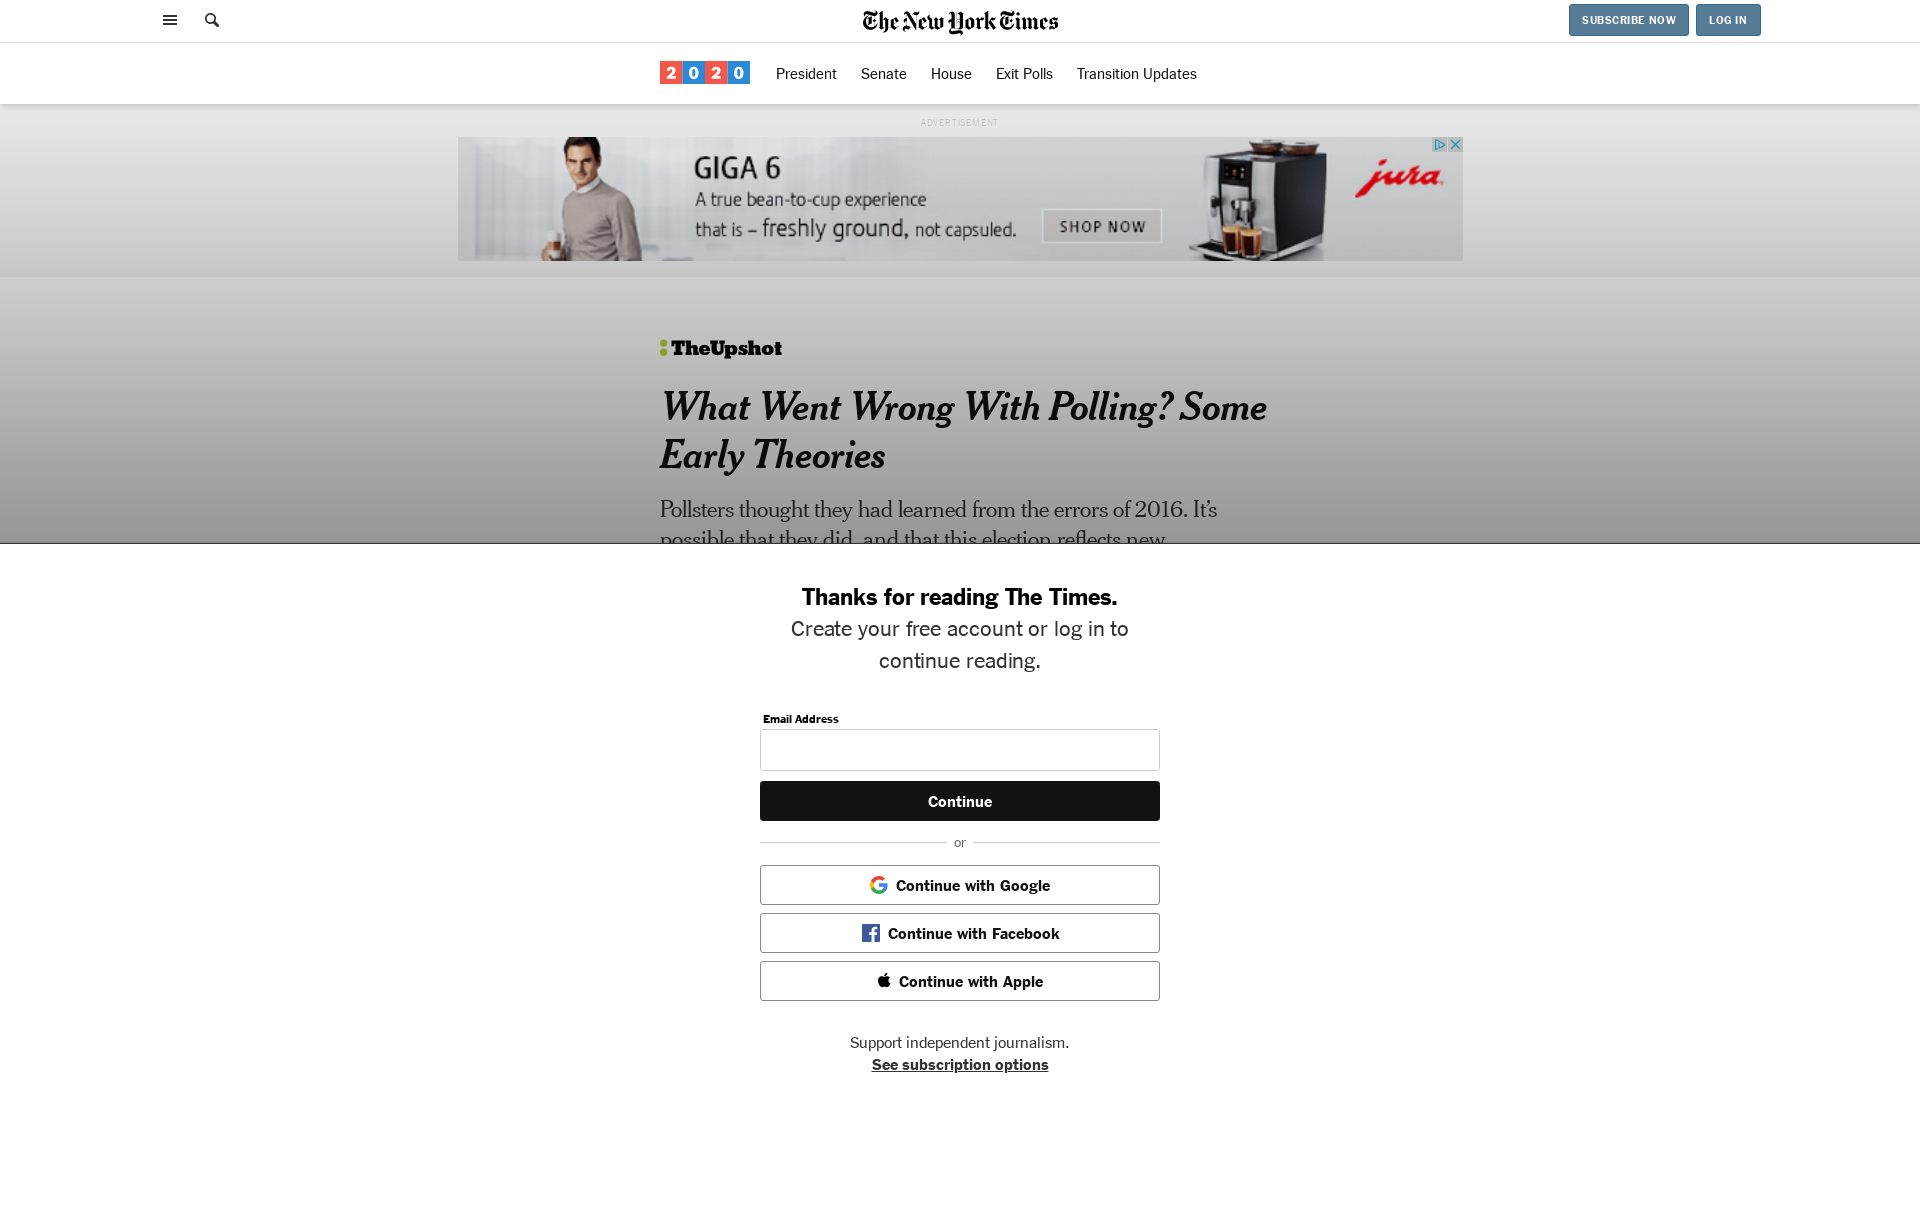 The New York Times
SUBSCRIBE NOW
LOG IN
2020
President
Senate
House
Exit Polls
Transition Updates
ADVERTISEMENT
GIGA 6
A true bean-to-cup experience
that is – freshly ground, not capsuled.
SHOP NOW
jura
TheUpshot
What Went Wrong With Polling? Some
Early Theories
Pollsters thought they had learned from the errors of 2016. It’s
possible that they did, and that this election reflects new
Thanks for reading The Times.
Create your free account or log in to
continue reading.
Email Address
Continue
or
Continue with Google
Continue with Facebook
Continue with Apple
Support independent journalism.
See subscription options